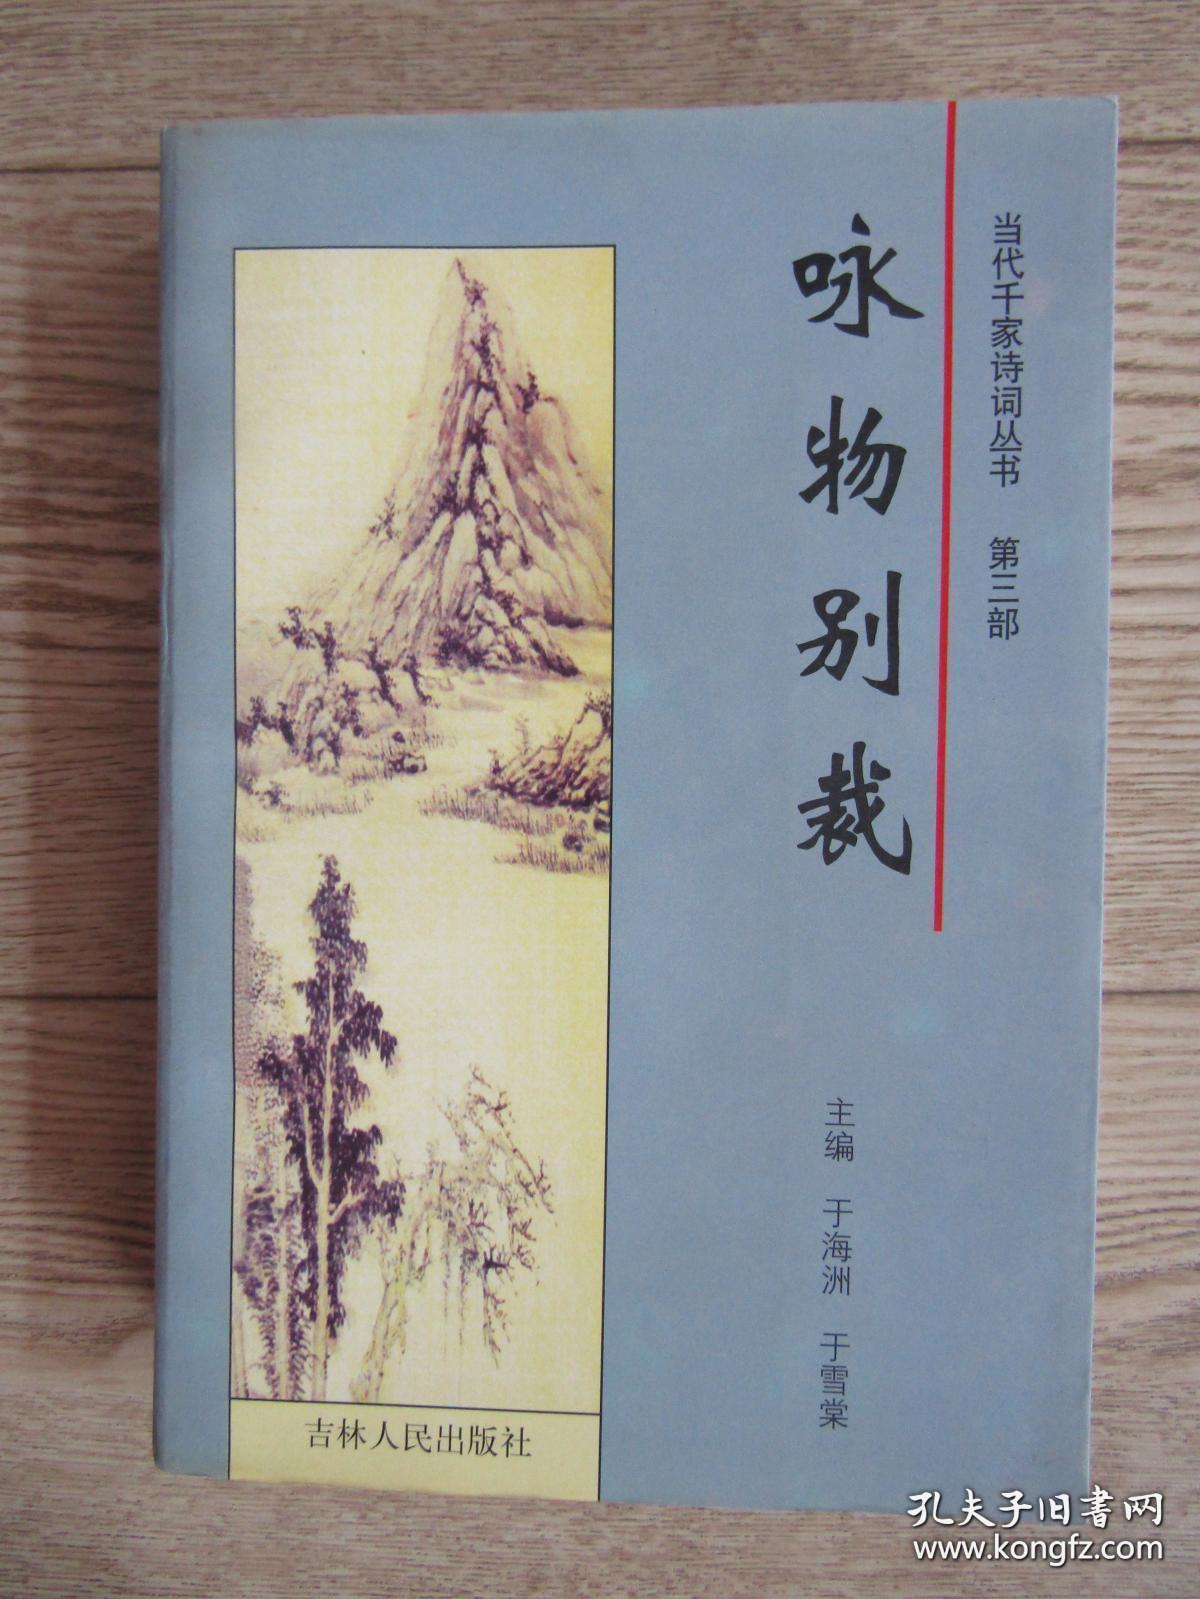 当代千家诗词丛书 第三部
咏物别裁
主编 于海洲 于雪棠
吉林人民出版社
孔夫子旧书网
www.kongfz.com